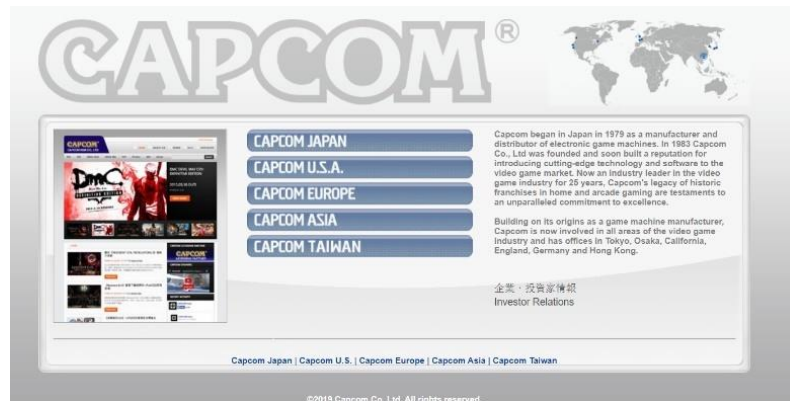 CAPCOM®
CAPCOM
DmC
CAPCOM
CAPCOM JAPAN
CAPCOM U.S.A.
CAPCOM EUROPE
CAPCOM ASIA
CAPCOM TAIWAN
Capcom began in Japan in 1979 as a manufacturer and
distributor of electronic game machines. In 1983 Capcom
Co., Ltd was founded and soon built a reputation for
introducing cutting-edge technology and software to the
video game market. Now an industry leader in the video
game industry for 25 years, Capcom's legacy of historic
franchises in home and arcade gaming are testaments to
an unparalleled commitment to excellence.
Building on its origins as a game machine manufacturer,
Capcom is now involved in all areas of the video game
industry and has offices in Tokyo, Osaka, California,
England, Germany and Hong Kong.
企業・投資家情報
Investor Relations
Capcom Japan | Capcom U.S. | Capcom Europe | Capcom Asia | Capcom Taiwan
©2019 Capcom Co. Ltd. All rights reserved